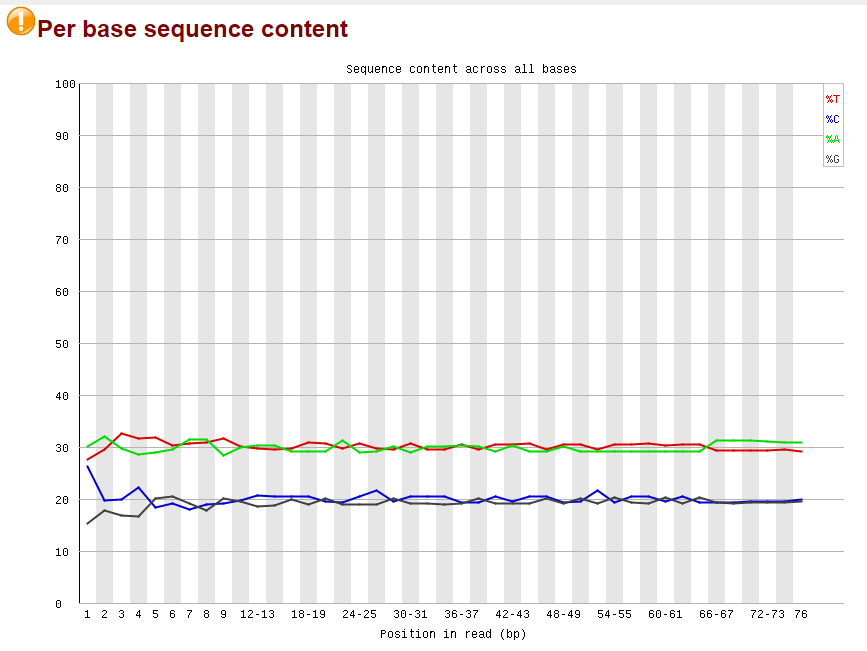 !
Per base sequence content
Sequence content across all bases
%T
%C
%A
%G
100
90
80
70
60
50
40
30
20
10
0
1 2 3 4 5 6 7 8 9 12-13 18-19 24-25 30-31 36-37 42-43 48-49 54-55 60-61 66-67 72-73 76
Position in read (bp)